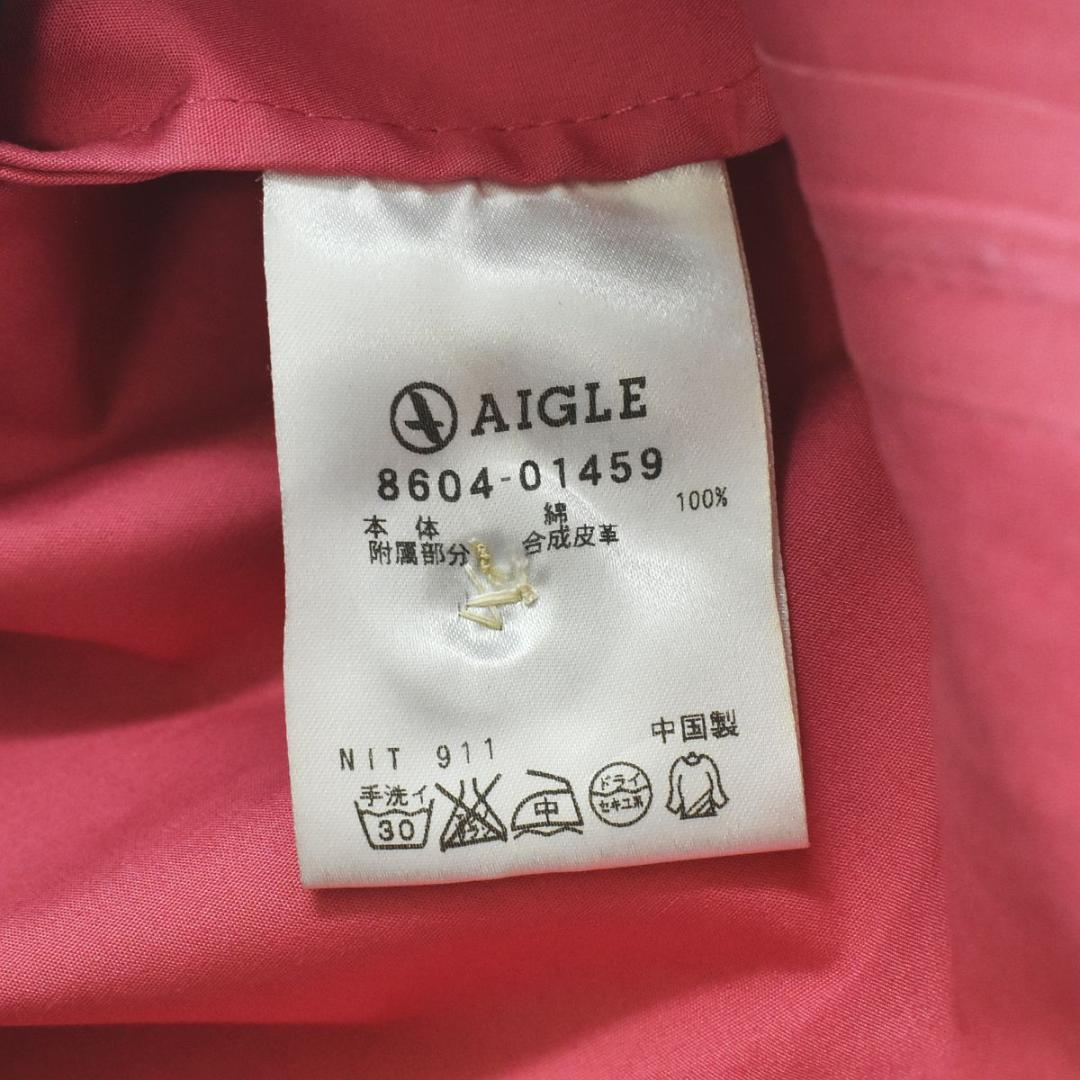 AIGLE
8604-01459
本 体 綿 100%
附属部分 合成皮革
中国製
NIT 911
手洗イ 30 中 ドライ セキユ系